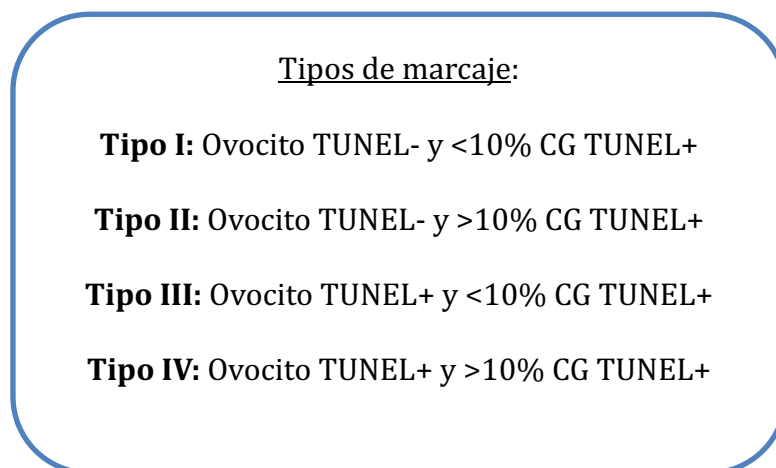 Tipos de marcaje:
Tipo I: Ovocito TUNEL- y <10% CG TUNEL+
Tipo II: Ovocito TUNEL- y >10% CG TUNEL+
Tipo III: Ovocito TUNEL+ y <10% CG TUNEL+
Tipo IV: Ovocito TUNEL+ y >10% CG TUNEL+